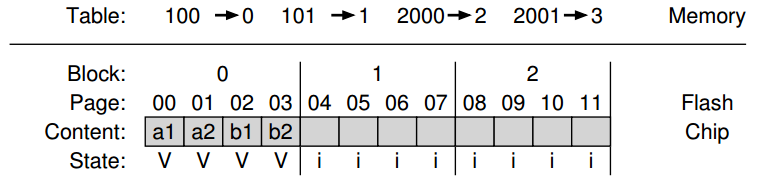 Table: 100 → 0 101 → 1 2000 → 2 2001 → 3 Memory
Block: 0 1 2
Page: 00 01 02 03 04 05 06 07 08 09 10 11 Flash
Content: a1 a2 b1 b2 Chip
State: V V V V i i i i i i i i